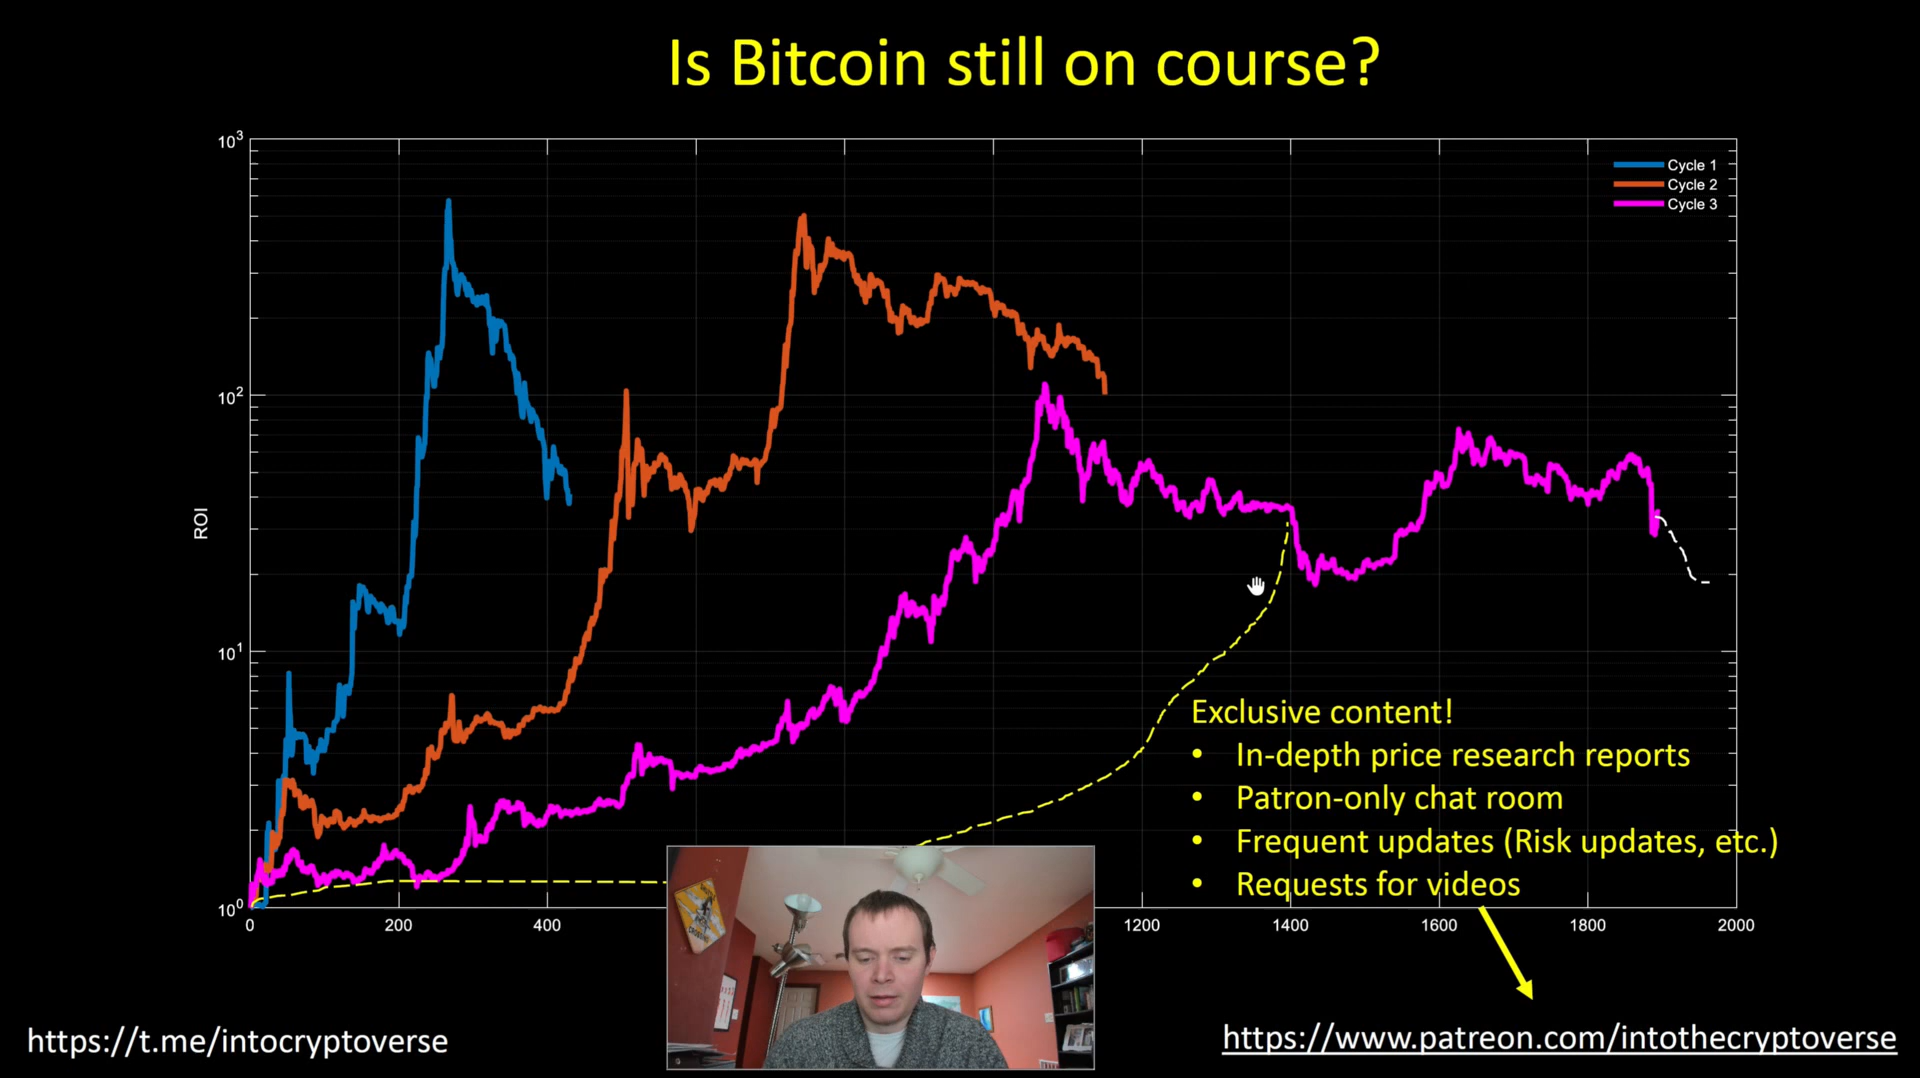 Is Bitcoin still on course?
10³
Cycle 1
Cycle 2
Cycle 3
10²
ROI
10¹
Exclusive content!
• In-depth price research reports
• Patron-only chat room
• Frequent updates (Risk updates, etc.)
• Requests for videos
10⁰
0 200 400 1200 1400 1600 1800 2000
https://t.me/intocryptoverse
https://www.patreon.com/intothecryptoverse